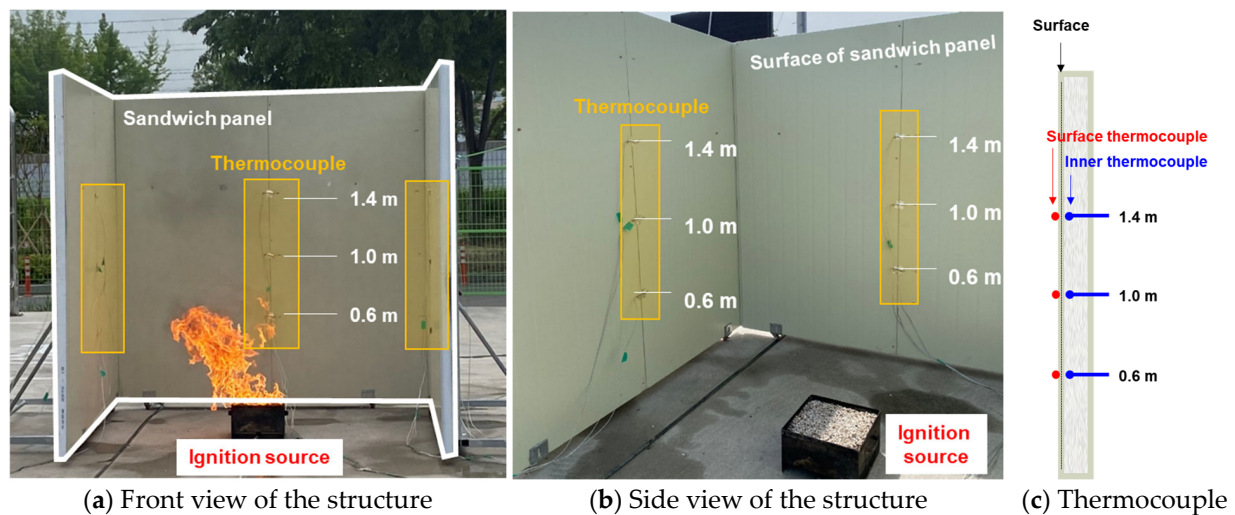 Sandwich panel
Thermocouple
1.4 m
1.0 m
0.6 m
Ignition source
Surface of sandwich panel
Thermocouple
1.4 m
1.0 m
0.6 m
1.4 m
1.0 m
0.6 m
Ignition
source
Surface
Surface thermocouple
Inner thermocouple
1.4 m
1.0 m
0.6 m
(a) Front view of the structure
(b) Side view of the structure
(c) Thermocouple